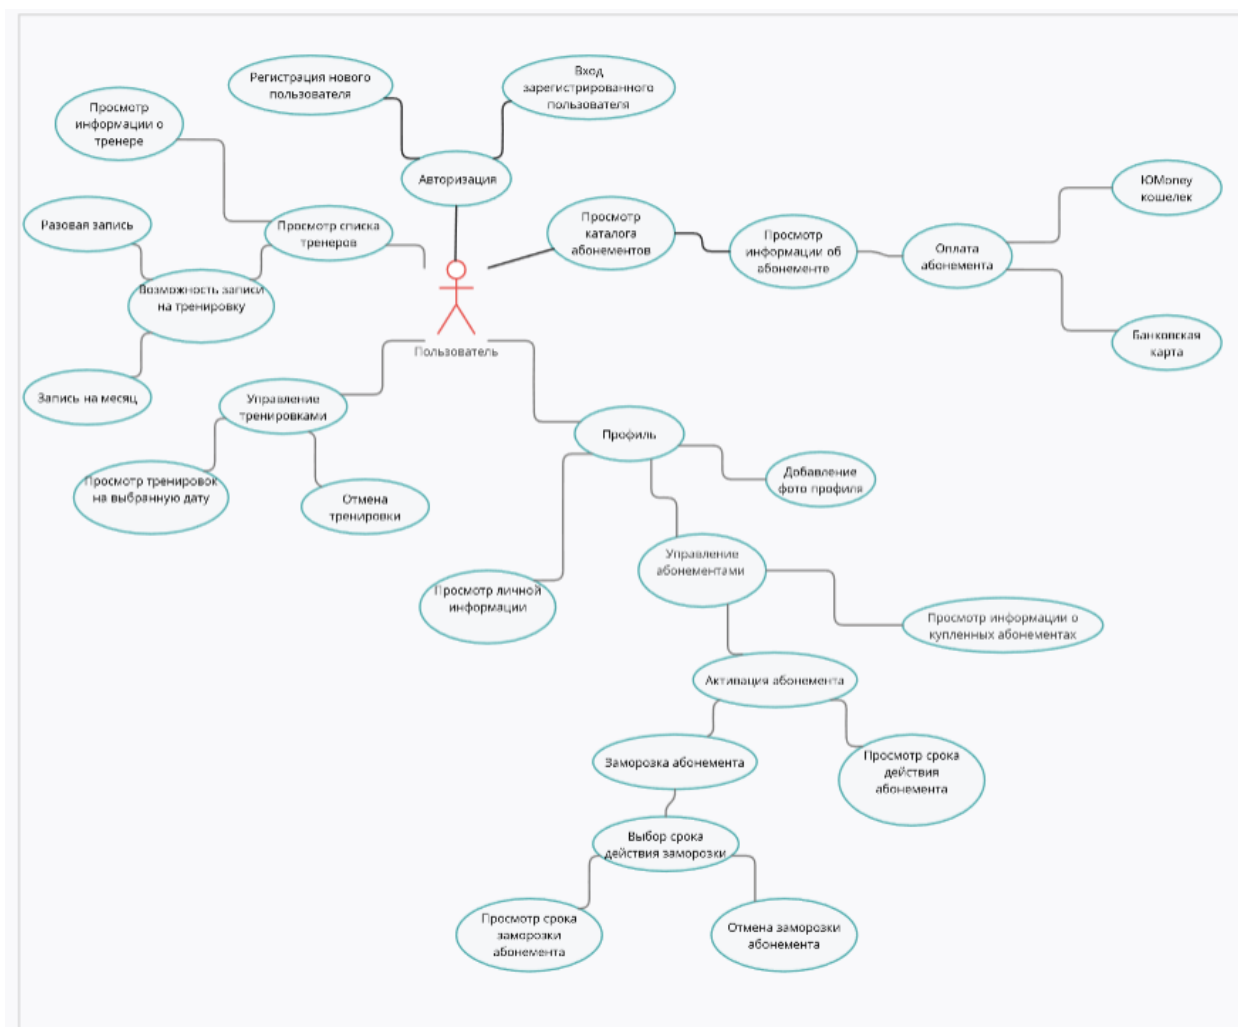 Регистрация нового
пользователя
Вход
зарегистрированного
пользователя
Просмотр
информации о
тренере
Авторизация
ЮMoney
кошелек
Разовая запись
Просмотр списка
тренеров
Просмотр
каталога
абонементов
Просмотр
информации об
абонементе
Оплата
абонемента
Возможность записи
на тренировку
Банковская
карта
Пользователь
Запись на месяц
Управление
тренировками
Профиль
Просмотр тренировок
на выбранную дату
Отмена
тренировки
Добавление
фото профиля
Управление
абонементами
Просмотр личной
информации
Просмотр информации о
купленных абонементах
Активация абонемента
Заморозка абонемента
Просмотр срока
действия
абонемента
Выбор срока
действия заморозки
Просмотр срока
заморозки
абонемента
Отмена заморозки
абонемента